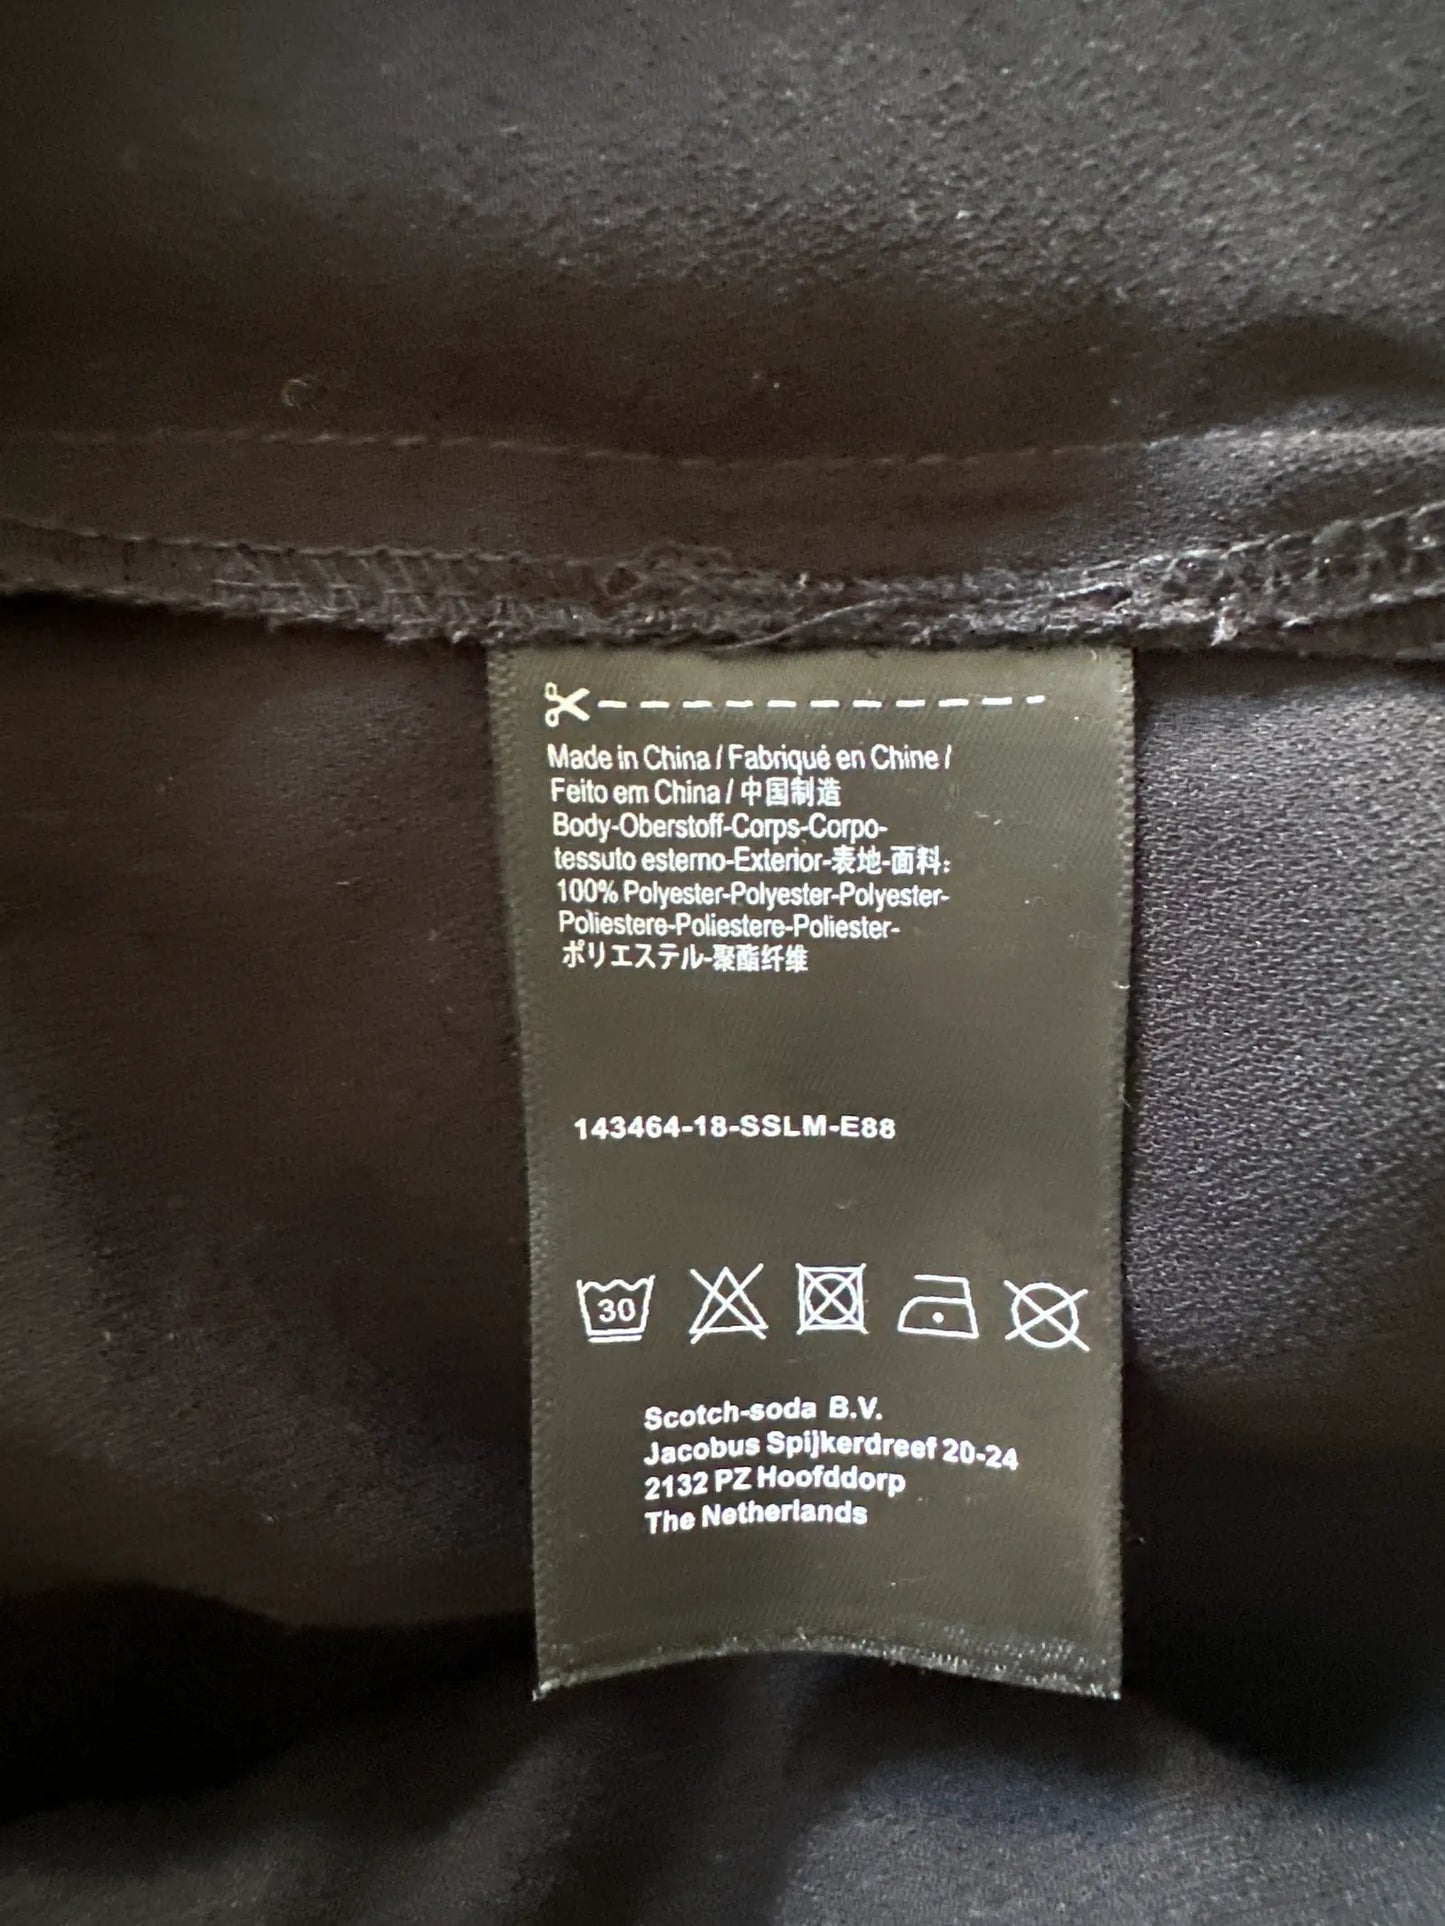 Made in China / Fabriqué en Chine /
Feito em China / 中国制造
Body-Oberstoff-Corps-Corpo-
tessuto esterno-Exterior-表地-面料:
100% Polyester-Polyester-Polyester-
Poliestere-Poliestere-Poliester-
ポリエステル-聚酯纤维
143464-18-SSLM-E88
30
Scotch-soda B.V.
Jacobus Spijkerdreef 20-24
2132 PZ Hoofddorp
The Netherlands